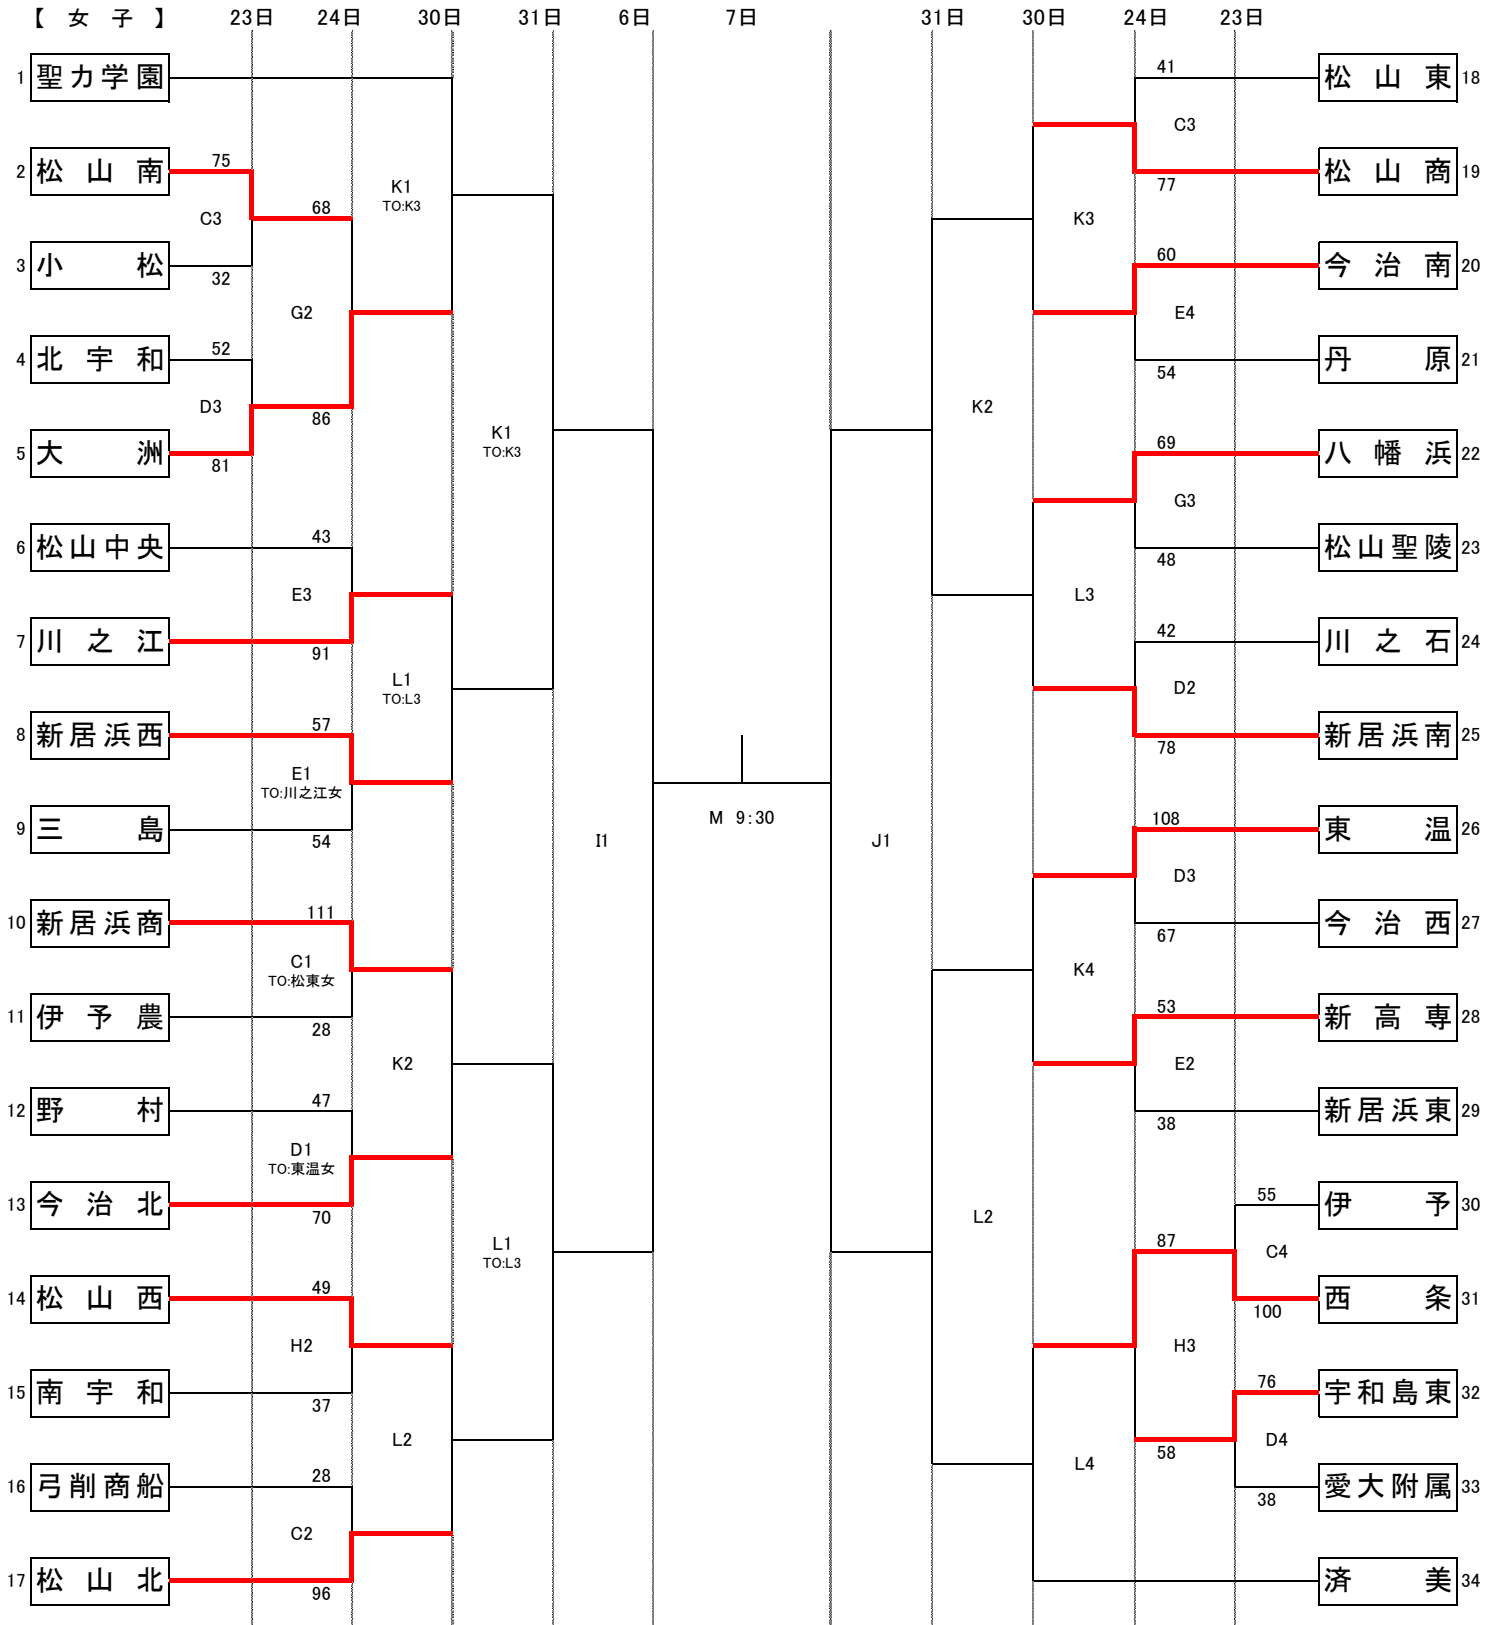 【 女 子 】 23日 24日 30日 31日 6日 7日 31日 30日 24日 23日
1 聖カ学園
2 松山南
75
C3
3 小松
32
68
G2
4 北宇和
52
D3
5 大洲
81
86
K1
TO:K3
6 松山中央
43
E3
7 川之江
91
L1
TO:L3
8 新居浜西
57
E1
TO:川之江女
9 三島
54
K1
TO:K3
10 新居浜商
111
C1
TO:松東女
11 伊予農
28
K2
12 野村
47
D1
TO:東温女
13 今治北
70
14 松山西
49
H2
15 南宇和
37
L2
16 弓削商船
28
C2
17 松山北
96
L1
TO:L3
I1
M 9:30
J1
K2
L2
41
松山東 18
C3
77
松山商 19
K3
60
今治南 20
E4
54
丹原 21
69
八幡浜 22
G3
48
松山聖陵 23
L3
42
川之石 24
D2
78
新居浜南 25
108
東温 26
D3
67
今治西 27
K4
53
新高専 28
E2
38
新居浜東 29
55
伊予 30
87
C4
100
西条 31
H3
76
宇和島東 32
58
D4
38
愛大附属 33
L4
済美 34